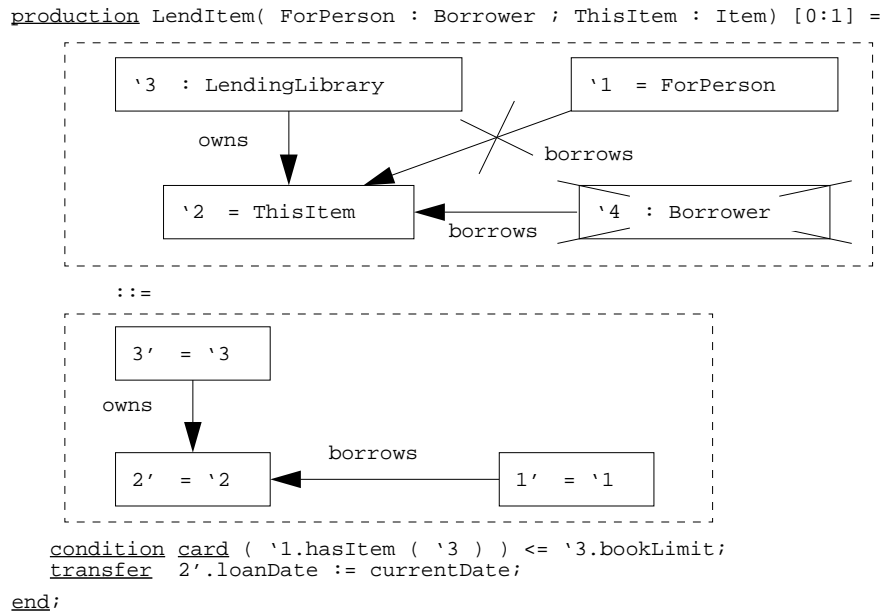 production LendItem( ForPerson : Borrower ; ThisItem : Item) [0:1] =
‘3 : LendingLibrary
‘1 = ForPerson
owns
borrows
‘2 = ThisItem
‘4 : Borrower
borrows
::=
3’ = ‘3
owns
borrows
2’ = ‘2
1’ = ‘1
condition card ( ‘1.hasItem ( ‘3 ) ) <= ‘3.bookLimit;
transfer 2’.loanDate := currentDate;
end;